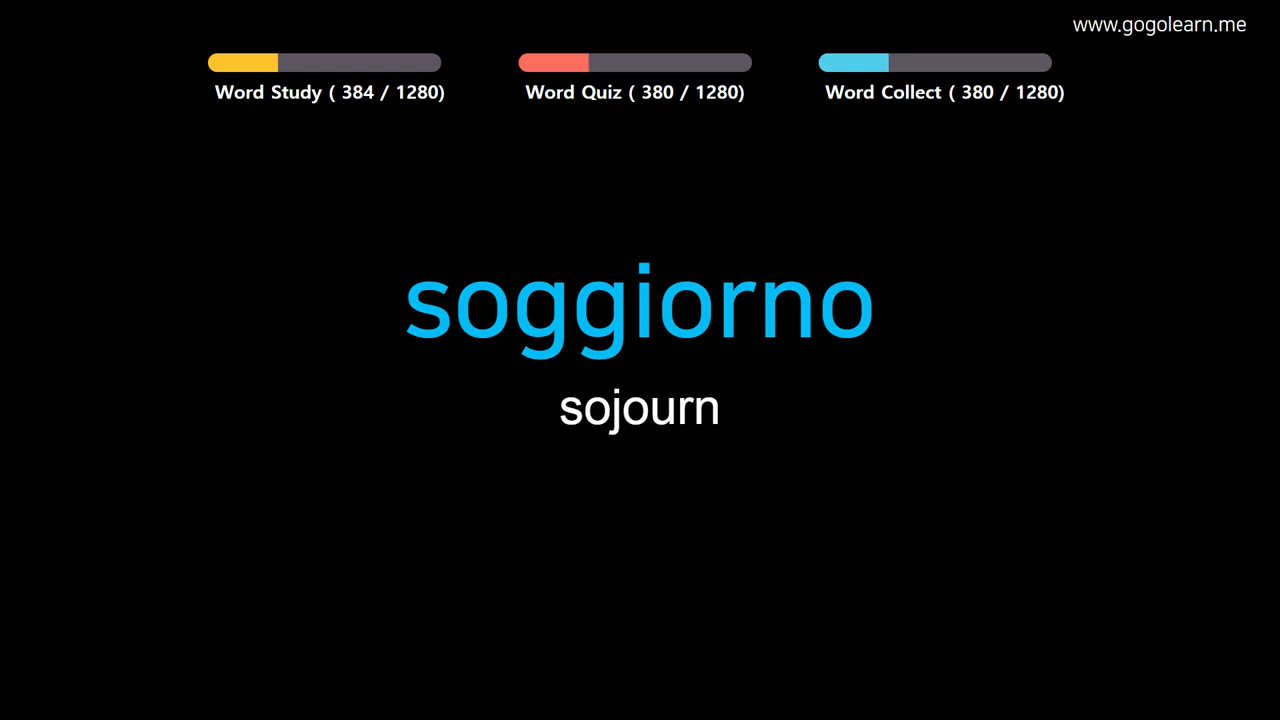 www.gogolearn.me
Word Study ( 384 / 1280)
Word Quiz ( 380 / 1280)
Word Collect ( 380 / 1280)
soggiorno
sojourn